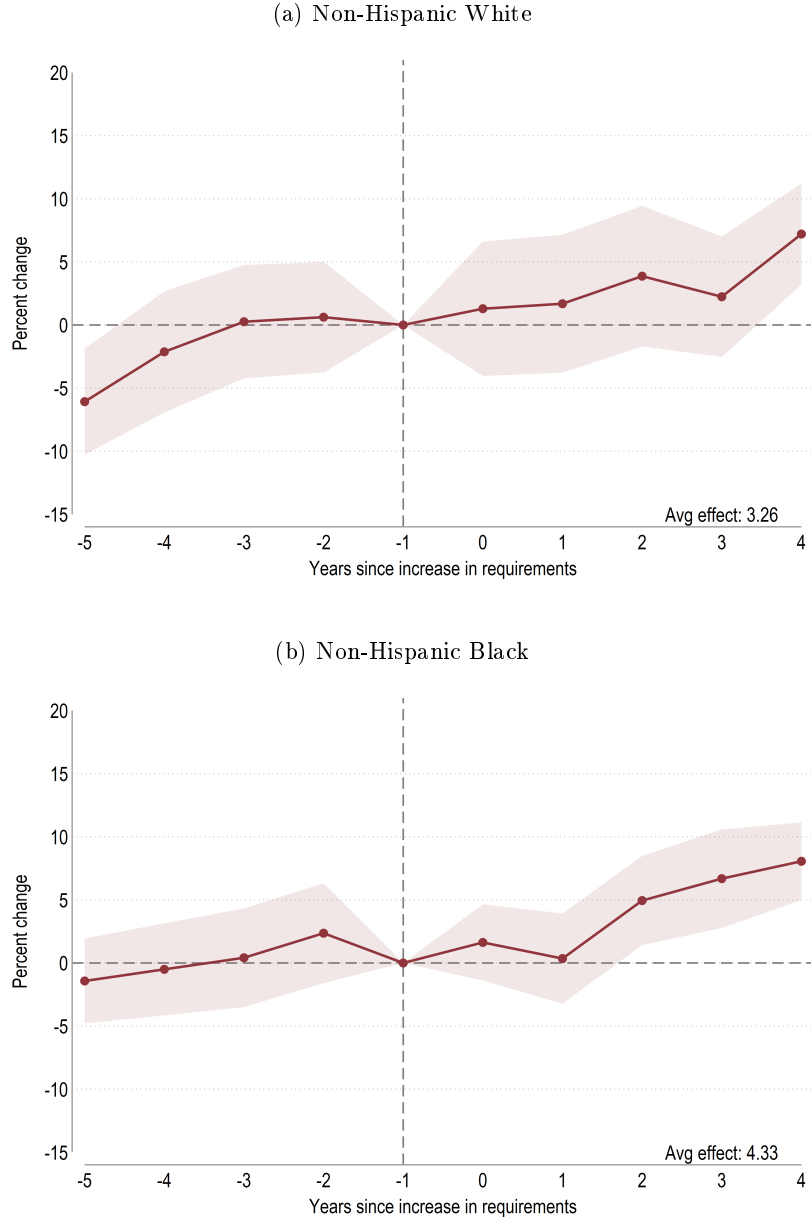 (a) Non-Hispanic White
20
15
10
5
0
-5
-10
-15
Percent change
Avg effect: 3.26
-5 -4 -3 -2 -1 0 1 2 3 4
Years since increase in requirements
(b) Non-Hispanic Black
20
15
10
5
0
-5
-10
-15
Percent change
Avg effect: 4.33
-5 -4 -3 -2 -1 0 1 2 3 4
Years since increase in requirements